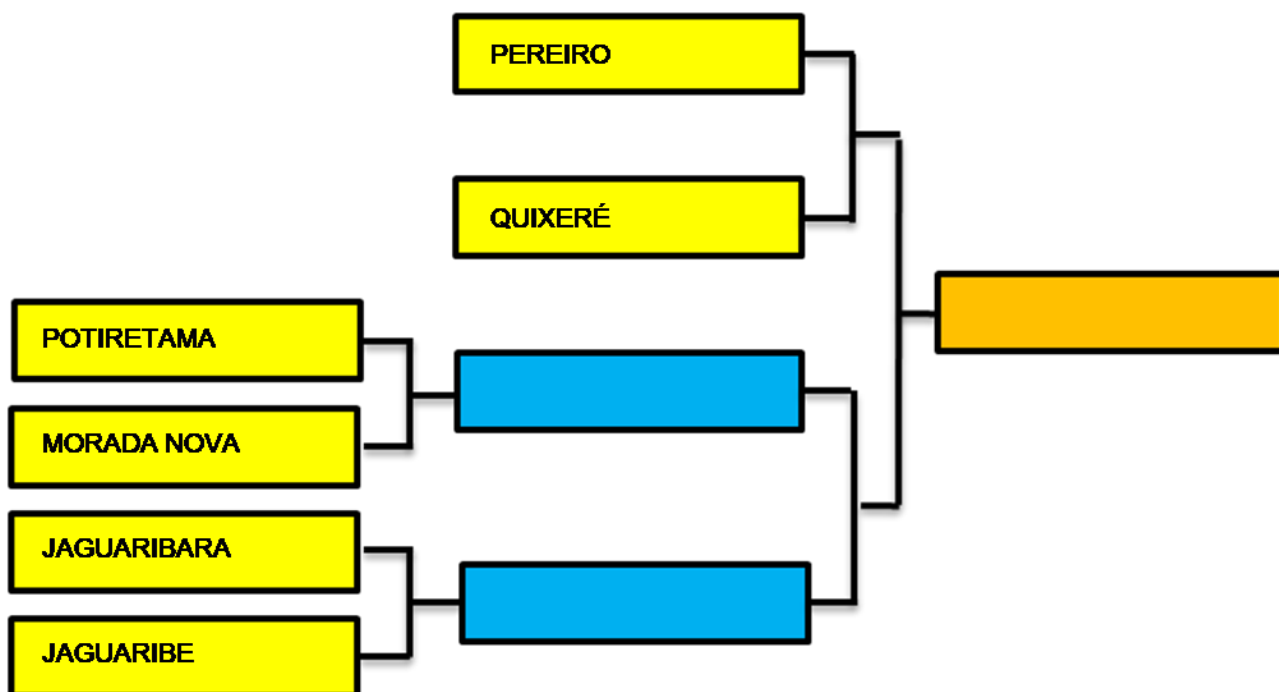 PEREIRO
QUIXERÉ
POTIRETAMA
MORADA NOVA
JAGUARIBARA
JAGUARIBE